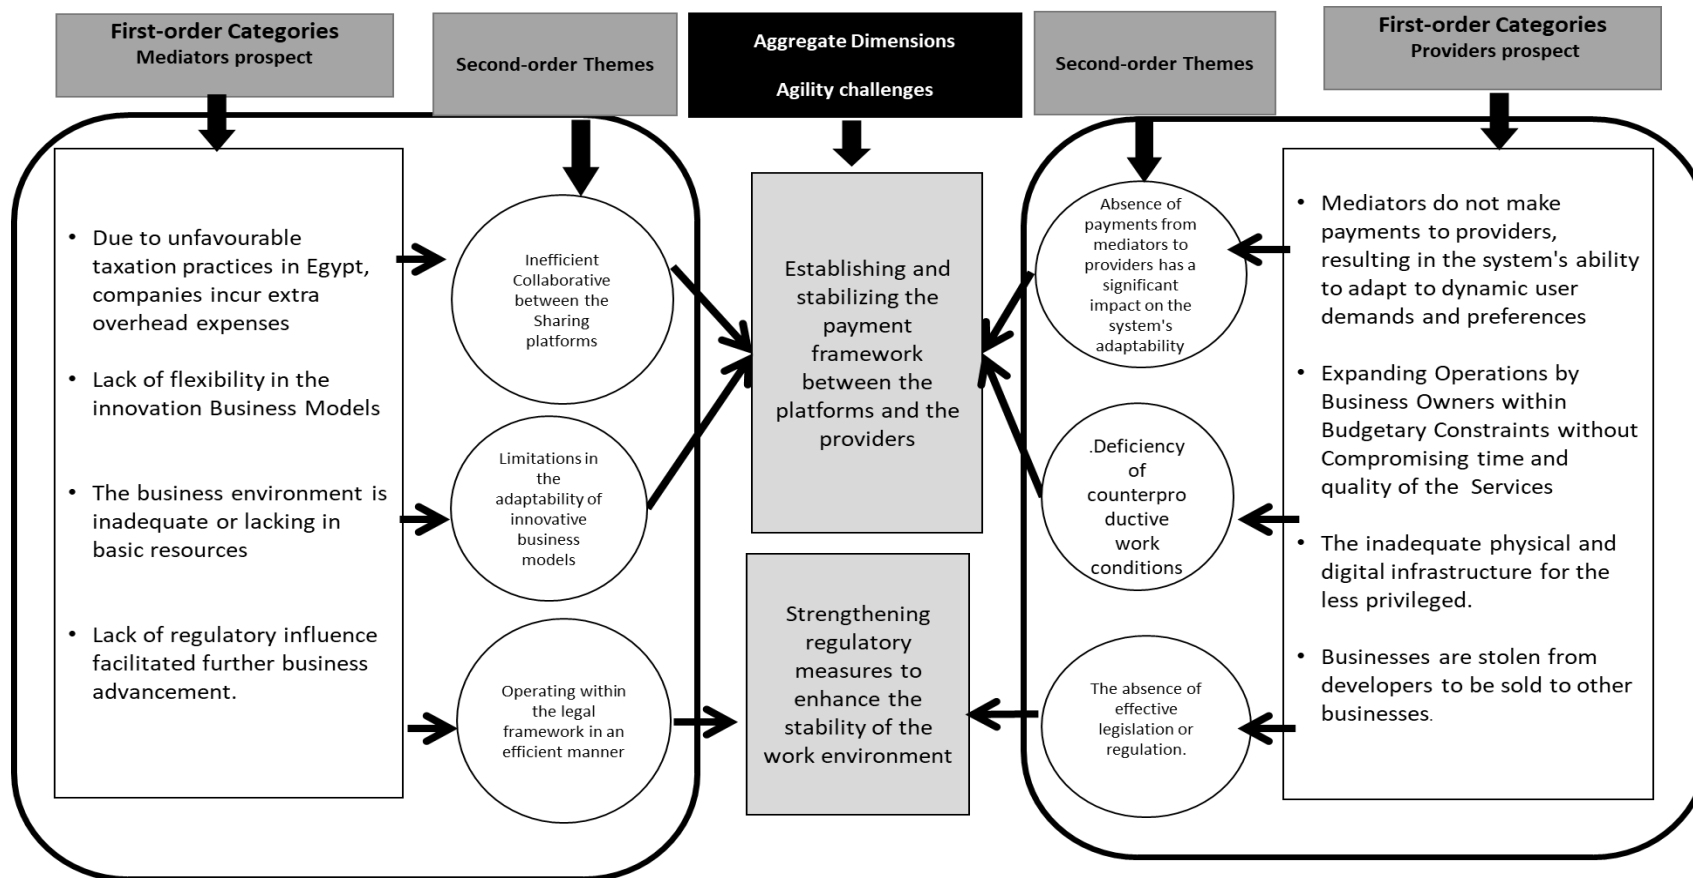 First-order Categories
Mediators prospect
Second-order Themes
Aggregate Dimensions
Agility challenges
Second-order Themes
First-order Categories
Providers prospect
• Due to unfavourable
taxation practices in Egypt,
companies incur extra
overhead expenses
• Lack of flexibility in the
innovation Business Models
• The business environment is
inadequate or lacking in
basic resources
• Lack of regulatory influence
facilitated further business
advancement.
Inefficient
Collaborative
between the
Sharing
platforms
Limitations in
the
adaptability of
innovative
business
models
Operating within
the legal
framework in an
efficient manner
Establishing and
stabilizing the
payment
framework
between the
platforms and the
providers
Strengthening
regulatory
measures to
enhance the
stability of the
work environment
Absence of
payments from
mediators to
providers has a
significant
impact on the
system's
adaptability
.Deficiency
of
counterpro
ductive
work
conditions
The absence of
effective
legislation or
regulation.
• Mediators do not make
payments to providers,
resulting in the system's ability
to adapt to dynamic user
demands and preferences
• Expanding Operations by
Business Owners within
Budgetary Constraints without
Compromising time and
quality of the Services
• The inadequate physical and
digital infrastructure for the
less privileged.
• Businesses are stolen from
developers to be sold to other
businesses.